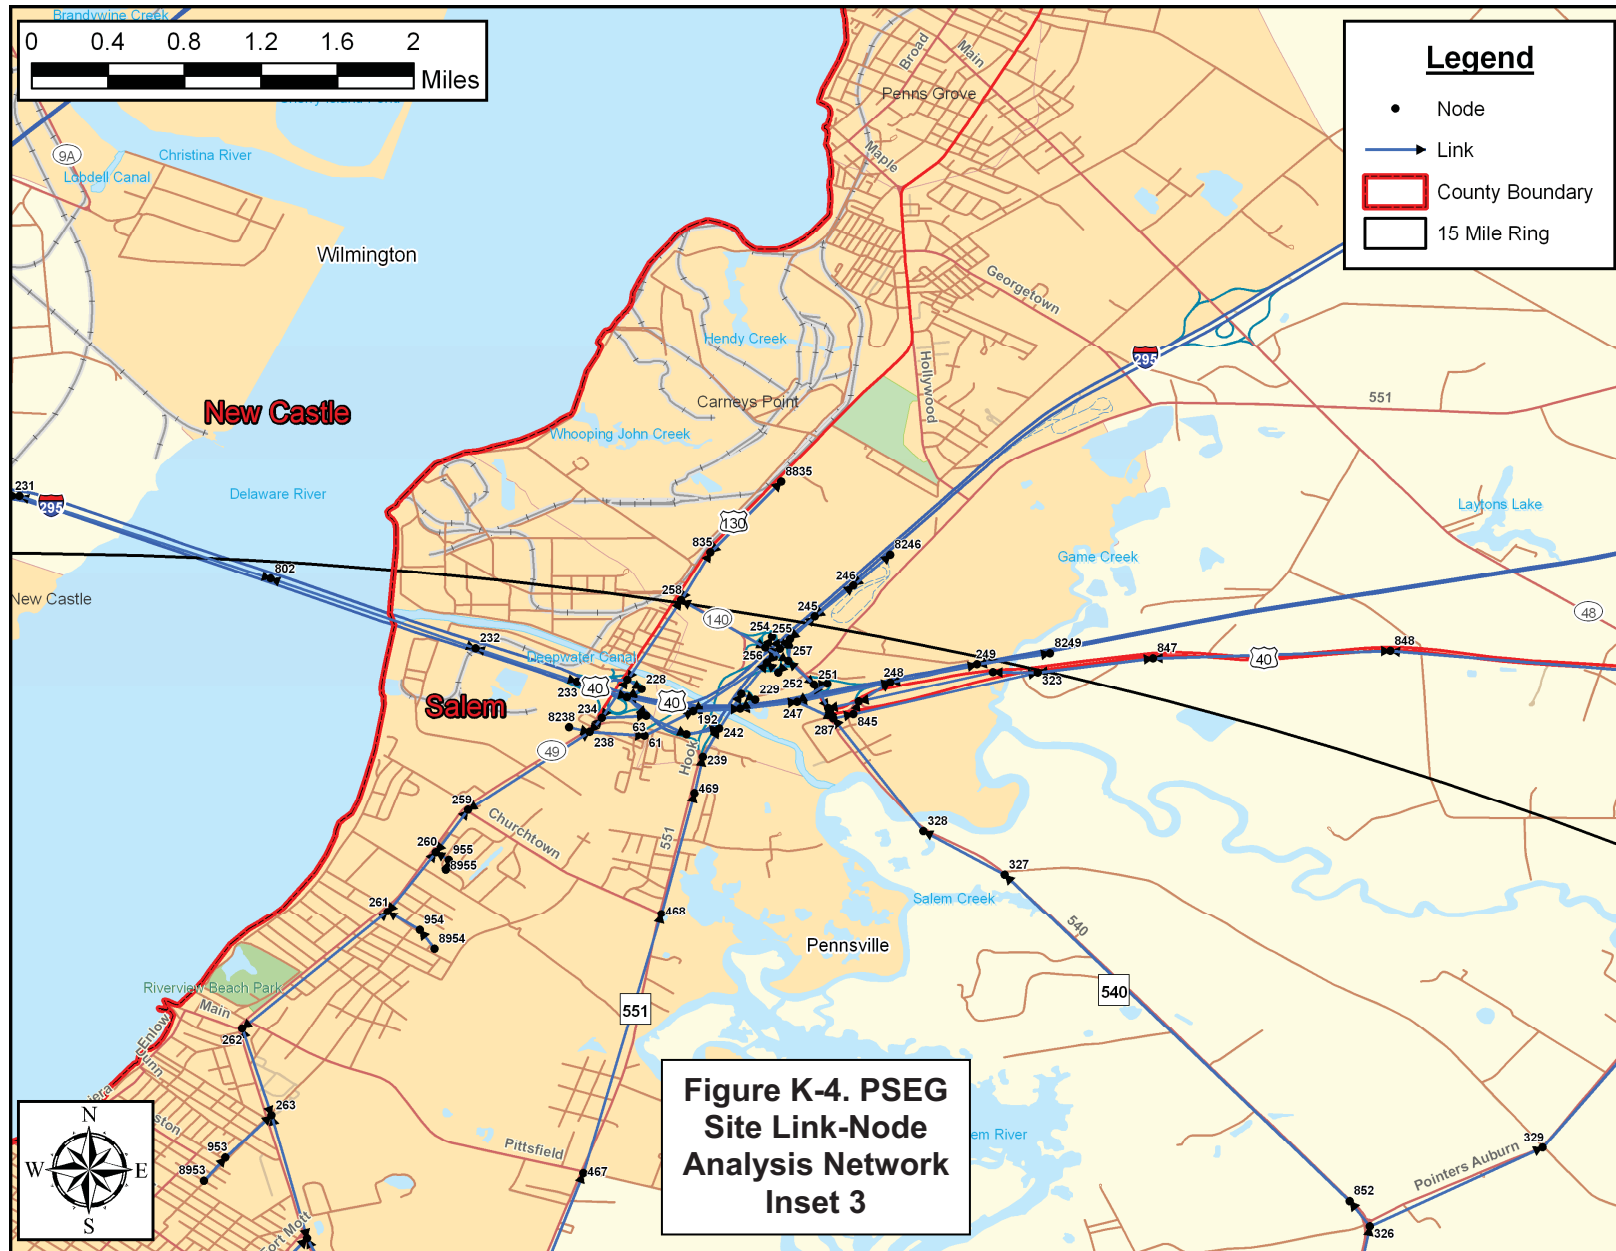 Brandywine Creek
0 0.4 0.8 1.2 1.6 2
Miles
Legend
Node
Link
County Boundary
15 Mile Ring
Broad
Main
Penns Grove
Maple
9A
Christina River
Lobdell Canal
Wilmington
Georgetown
295
Hendy Creek
Hollywood
551
New Castle
Carneys Point
Whooping John Creek
8835
231
295
Delaware River
130
Laytons Lake
835
8246
Game Creek
802
246
New Castle
258
140
245
48
254
255
232
Deepwater Canal
256
257
8249
847
40
848
249
323
233
40
228
40
229
252
251
248
247
Salem
8238
234
63
192
242
287
845
238
61
49
Hook
239
469
259
Churchtown
260
955
8955
551
328
327
261
954
8954
468
Salem Creek
540
Pennsville
Riverview Beach Park
Main
551
540
262
Enlow
Dunn
263
953
8953
Pittsfield
467
Figure K-4. PSEG
Site Link-Node
Analysis Network
Inset 3
N
W E
S
Fort Mott
329
Pointers Auburn
852
326